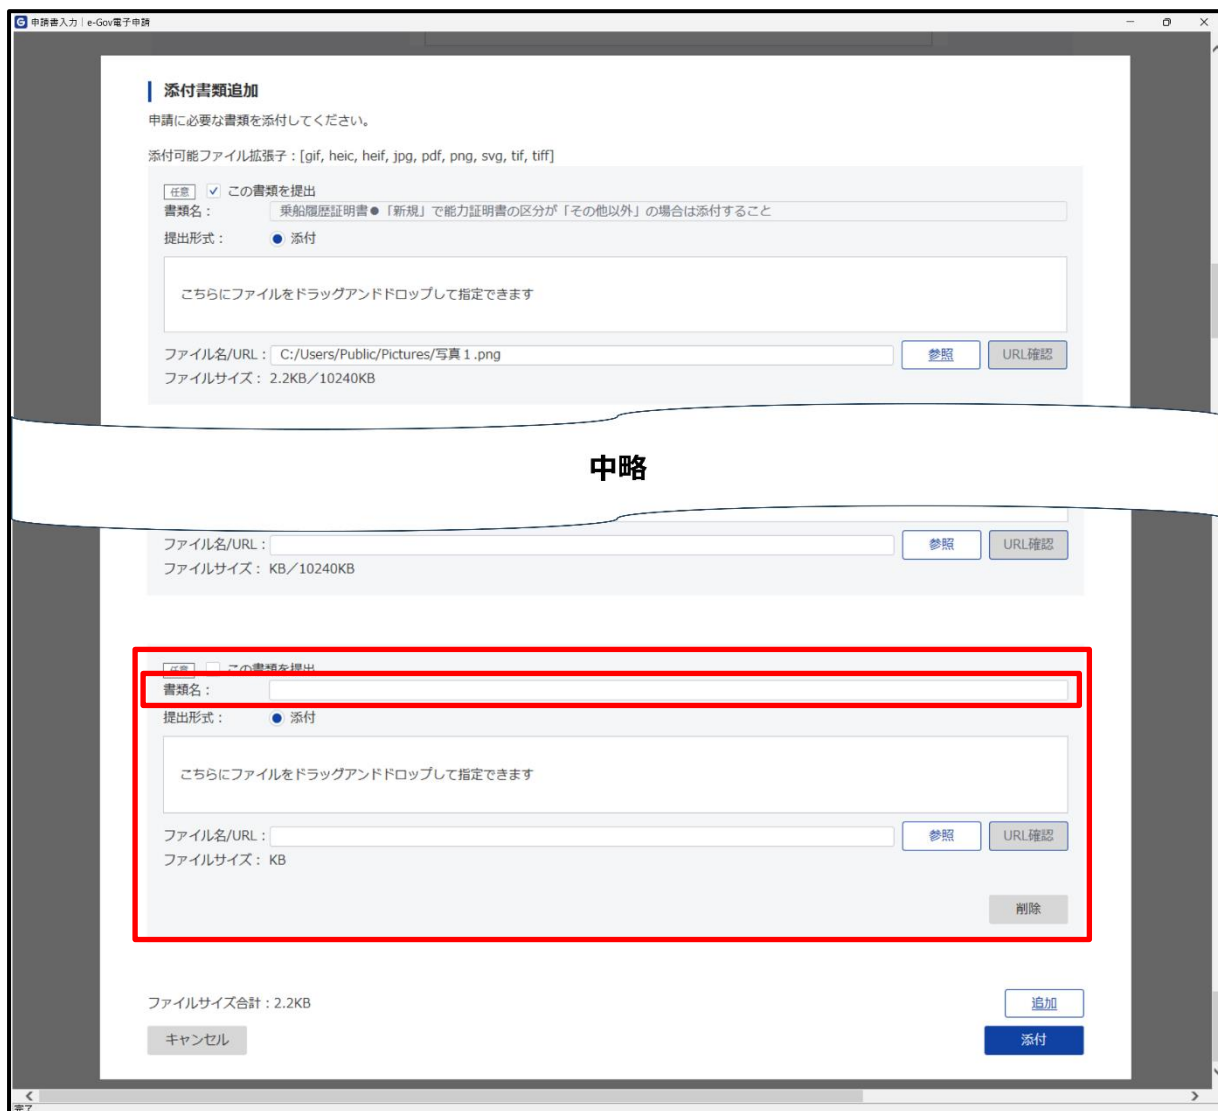 申請書入力｜e-Gov電子申請
添付書類追加
申請に必要な書類を添付してください。
添付可能ファイル拡張子：[gif, heic, heif, jpg, pdf, png, svg, tif, tiff]
任意 この書類を提出
書類名： 乗船履歴証明書●「新規」で能力証明書の区分が「その他以外」の場合は添付すること
提出形式： 添付
こちらにファイルをドラッグアンドドロップして指定できます
ファイル名/URL： C:/Users/Public/Pictures/写真１.png 参照 URL確認
ファイルサイズ： 2.2KB／10240KB
中略
ファイル名/URL： 参照 URL確認
ファイルサイズ： KB／10240KB
任意 この書類を提出
書類名：
提出形式： 添付
こちらにファイルをドラッグアンドドロップして指定できます
ファイル名/URL： 参照 URL確認
ファイルサイズ： KB
削除
ファイルサイズ合計：2.2KB 追加
キャンセル 添付
完了